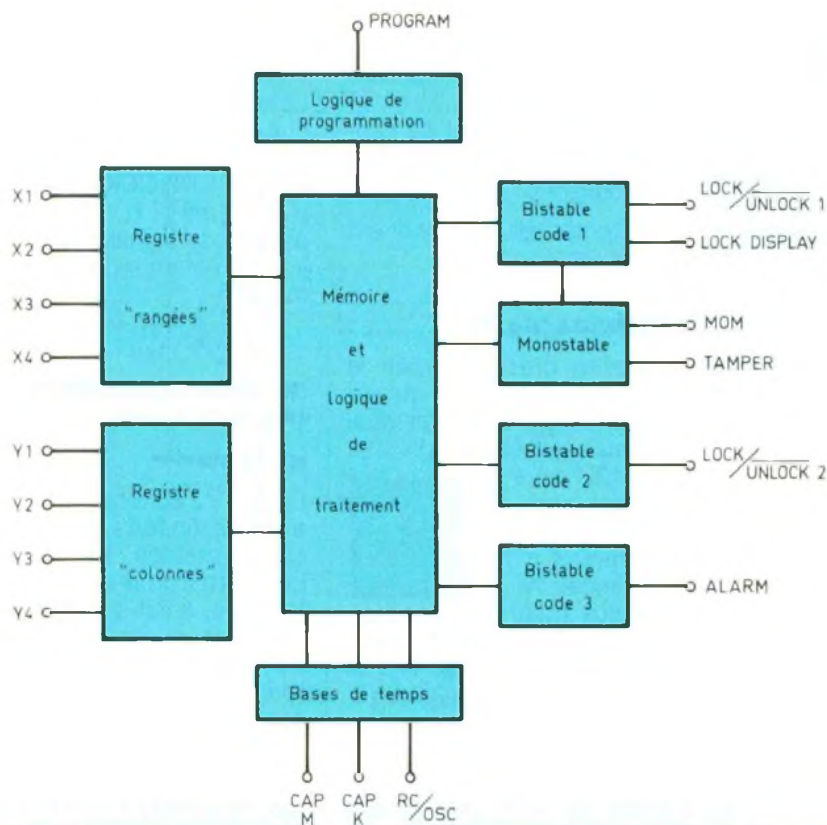 PROGRAM
Logique de
programmation
X1
X2
X3
X4
Registre
"rangées"
Y1
Y2
Y3
Y4
Registre
"colonnes"
Mémoire
et
logique
de
traitement
Bistable
code 1
LOCK/UNLOCK 1
LOCK DISPLAY
Monostable
MOM
TAMPER
Bistable
code 2
LOCK/UNLOCK 2
Bistable
code 3
ALARM
Bases de temps
CAP
M
CAP
K
RC/OSC